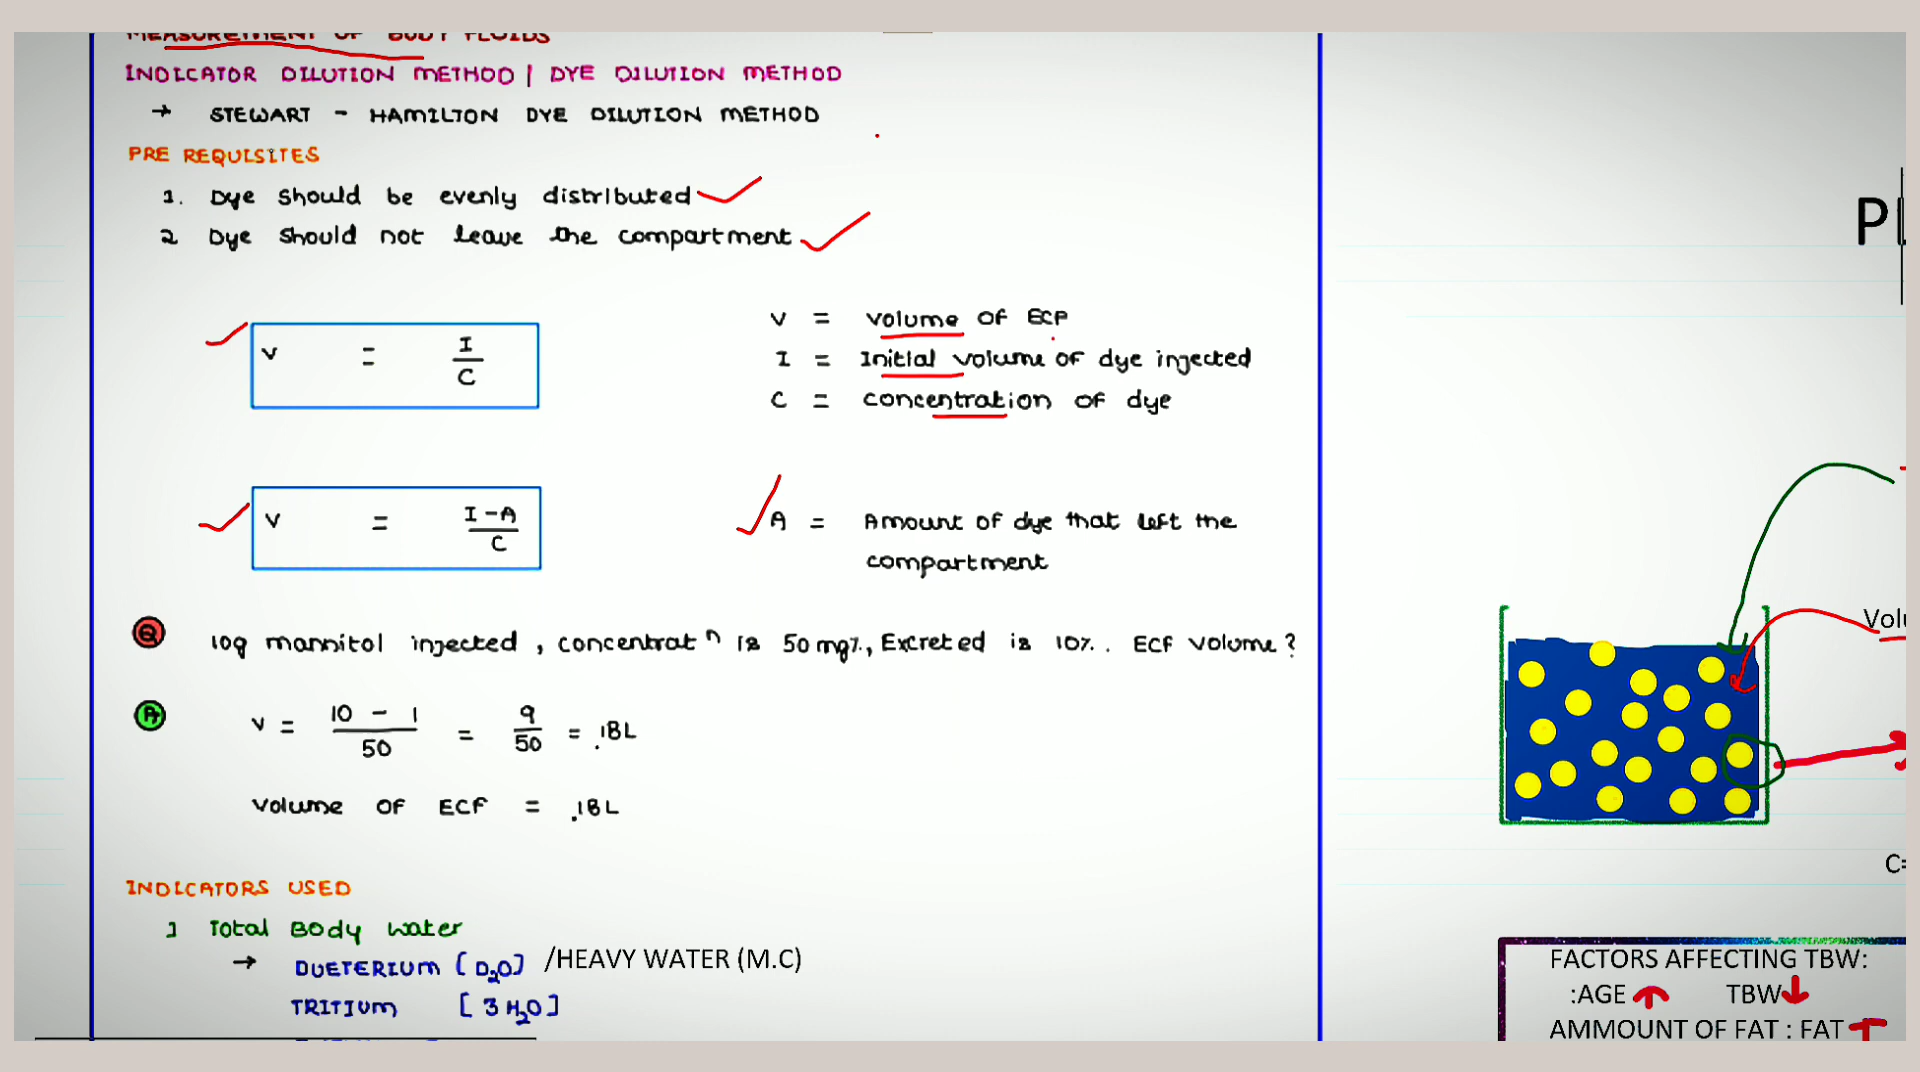 MEASUREMENT OF BODY FLUIDS
INDICATOR DILUTION METHOD | DYE DILUTION METHOD
→ STEWART - HAMILTON DYE DILUTION METHOD
PRE REQUISITES
1. Dye should be evenly distributed
2 Dye should not leave the compartment
V = I / C
V = volume of ECF
I = Initial volume of dye injected
C = concentration of dye
V = I - A / C
A = Amount of dye that left the
compartment
Q 10g mannitol injected, concentratⁿ is 50 mg%, Excreted is 10%. ECF volume?
A V = 10 - 1 / 50 = 9 / 50 = .18L
Volume OF ECF = .18L
INDICATORS USED
1 Total Body Water
→ DUETERIUM [D₂O] /HEAVY WATER (M.C)
TRITIUM [3H₂O]
Pl
Volu
C=
FACTORS AFFECTING TBW:
:AGE ↑ TBW↓
AMMOUNT OF FAT : FAT ↑